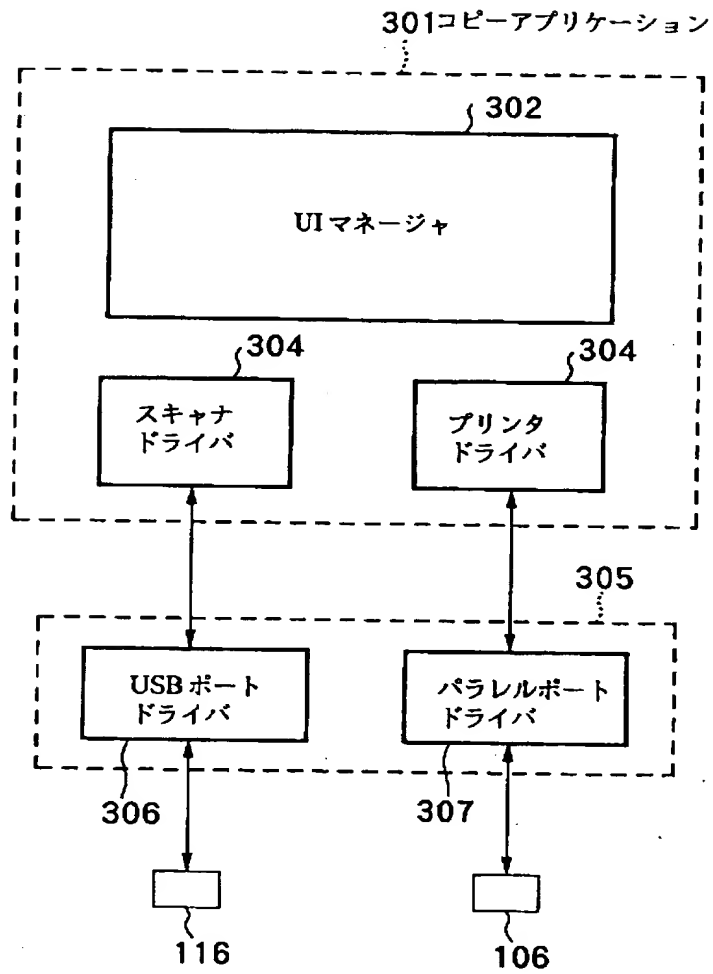 301コピーアプリケーション
302
UIマネージャ
304
304
スキャナ
ドライバ
プリンタ
ドライバ
305
USBポート
ドライバ
パラレルポート
ドライバ
306
307
116
106